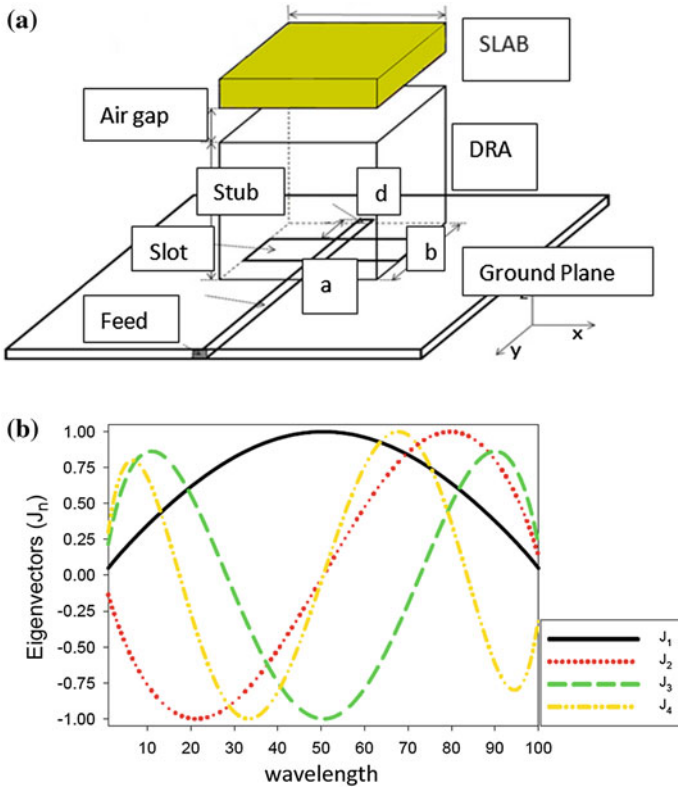 (a)
SLAB
Air gap
DRA
Stub
d
Slot
b
a
Ground Plane
Feed
x
y
(b)
Eigenvectors (Jn)
1.00
0.75
0.50
0.25
0.00
-0.25
-0.50
-0.75
-1.00
10 20 30 40 50 60 70 80 90 100
wavelength
J1
J2
J3
J4